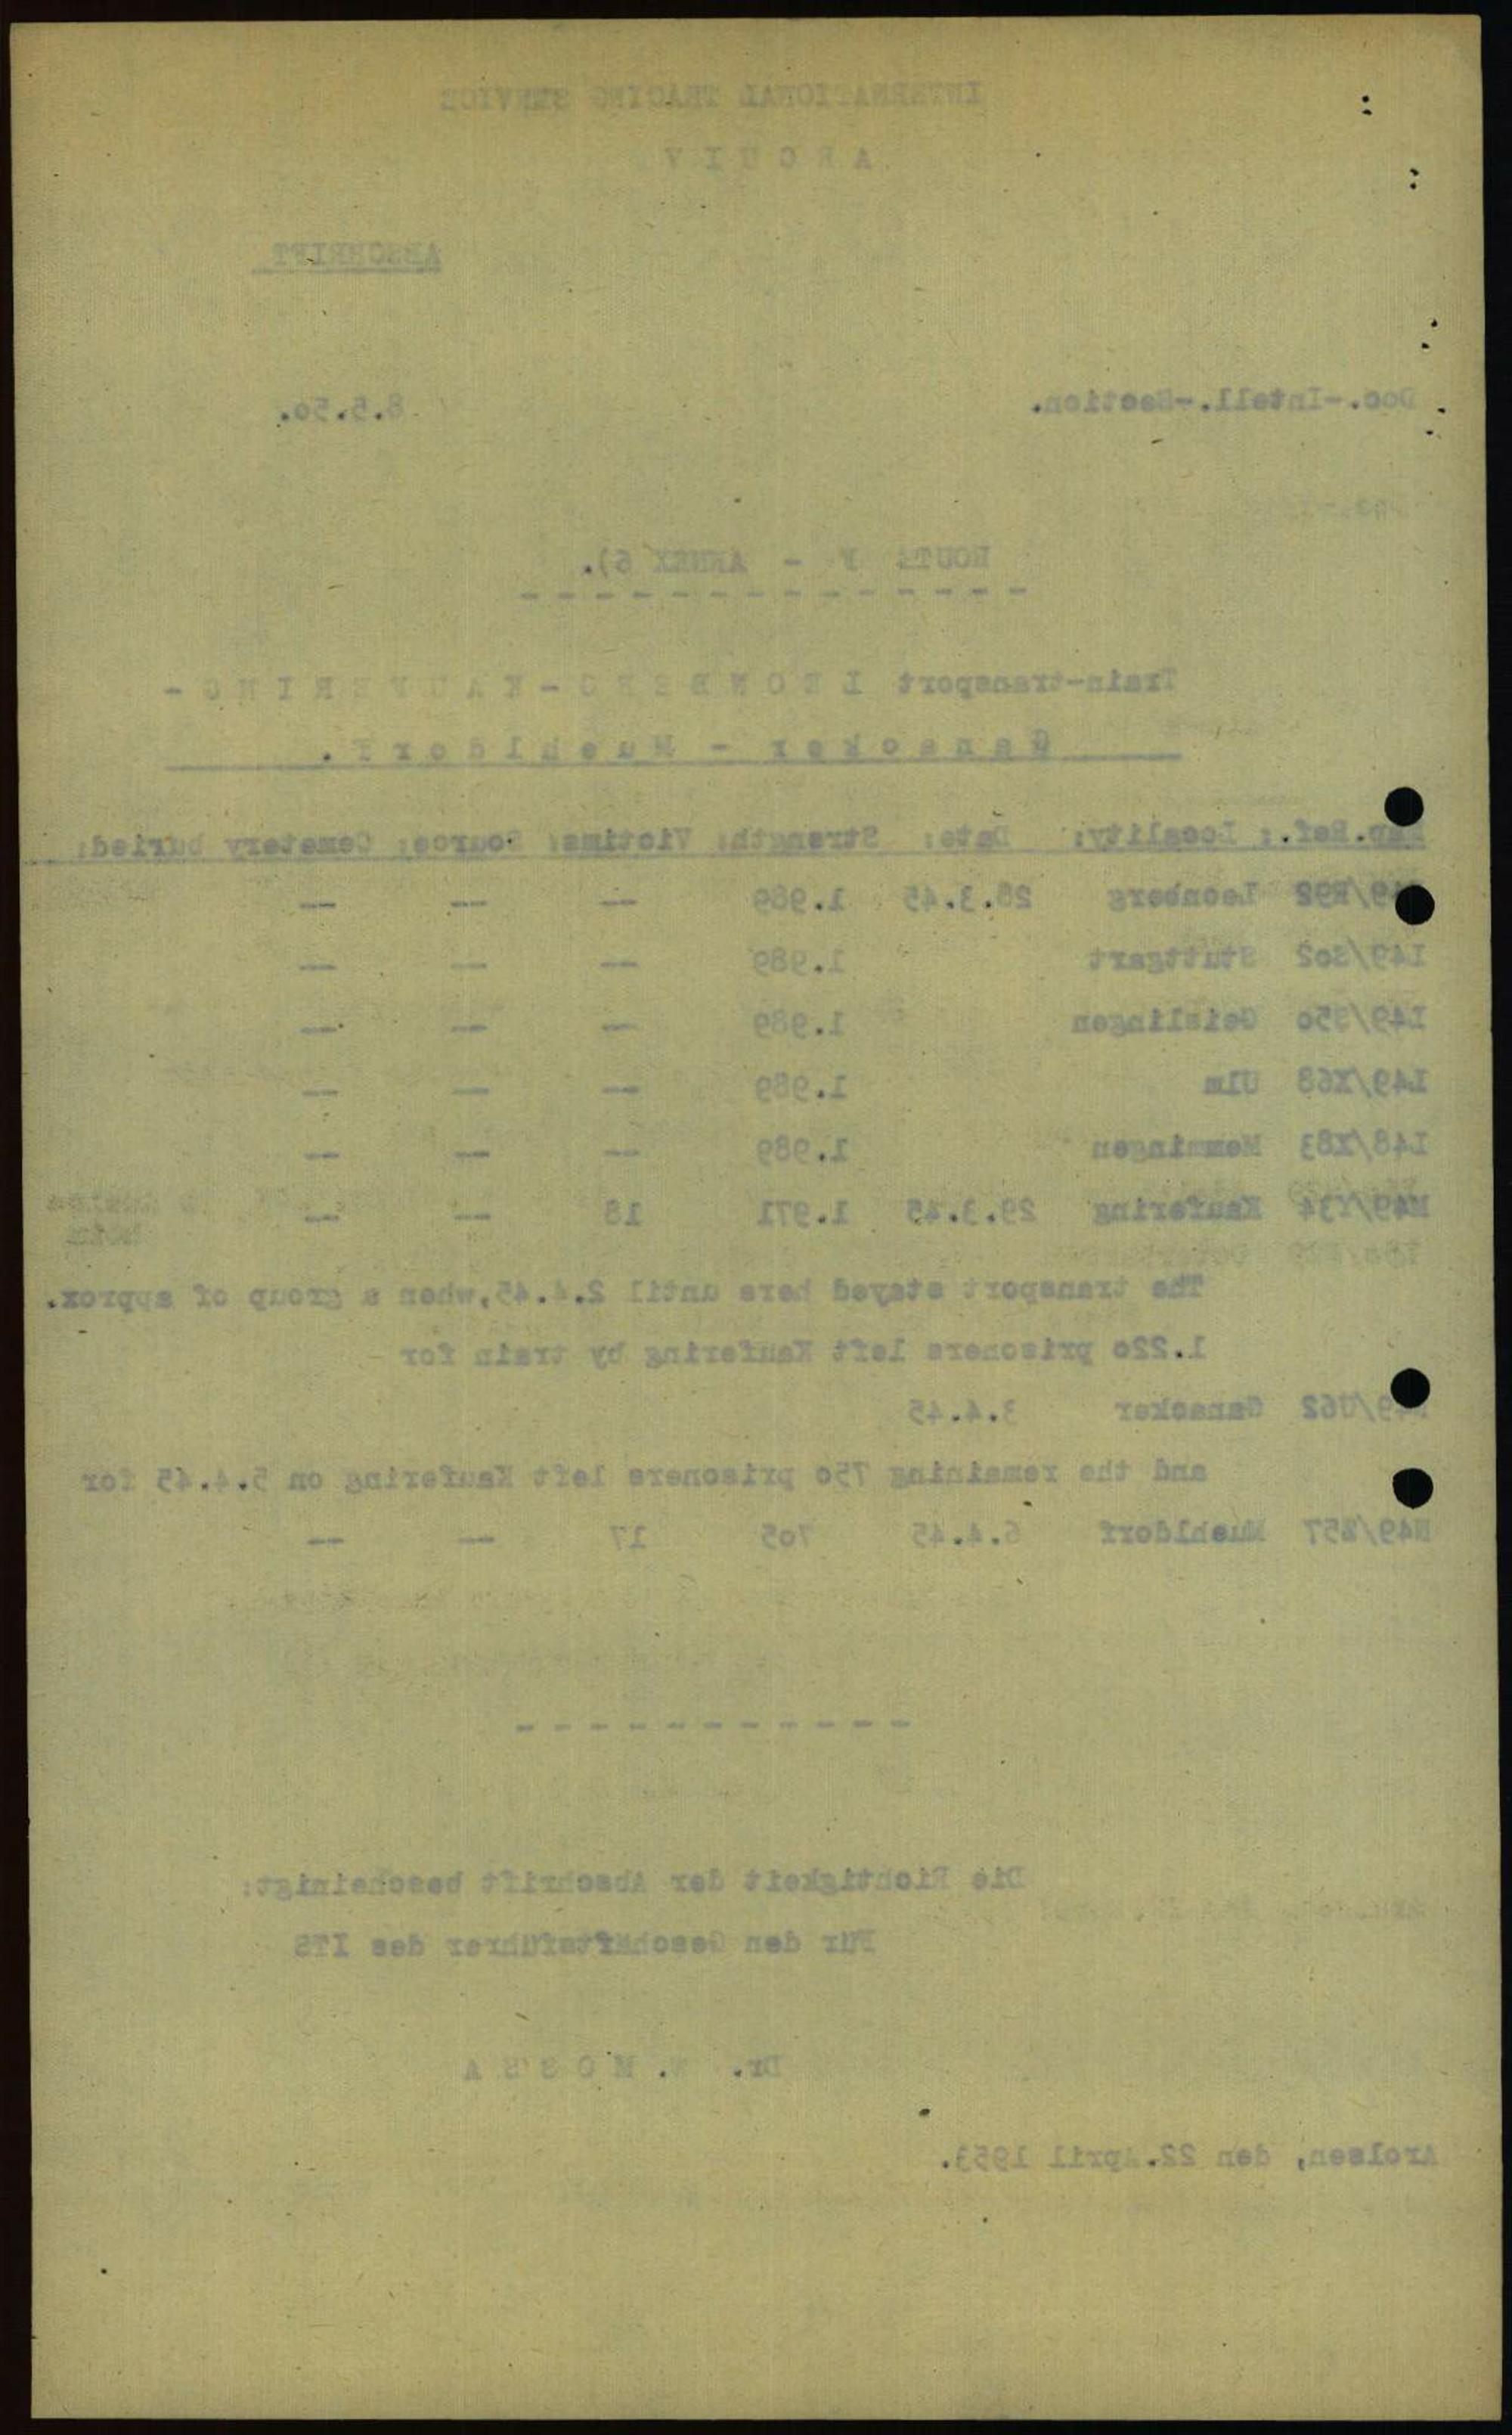 INTERNATIONAL TRACING SERVICE
A R C H I V
ABSCHRIFT
Doc.-Intell.-Section. 8.5.50.
ROUTE F - ANNEX 6).
- - - - - - - - - - - - - -
Train-transport L E O N B E R G - K A U F E R I N G -
G a n a c k e r - M u e h l d o r f .
Map.Ref.: Locality: Date: Strength: Victims: Source: Cemetery buried:
Leonberg 28.3.45 1.989 -- -- --
L49/S02 Stuttgart 1.989 -- -- --
L49/S50 Geislingen 1.989 -- -- --
L49/X68 Ulm 1.989 -- -- --
L48/X83 Memmingen 1.989 -- -- --
M49/Y34 Kaufering 29.3.45 1.971 18 -- --
The transport stayed here until 2.4.45,when a group of approx.
1.220 prisoners left Kaufering by train for
Ganacker 3.4.45
and the remaining 750 prisoners left Kaufering on 5.4.45 for
N49/Z57 Muehldorf 6.4.45 705 17 -- --
- - - - - - - - - - -
Die Richtigkeit der Abschrift bescheinigt:
Für den Geschäftsführer des ITS
Dr. . M O S S A
Arolsen, den 22.April 1953.